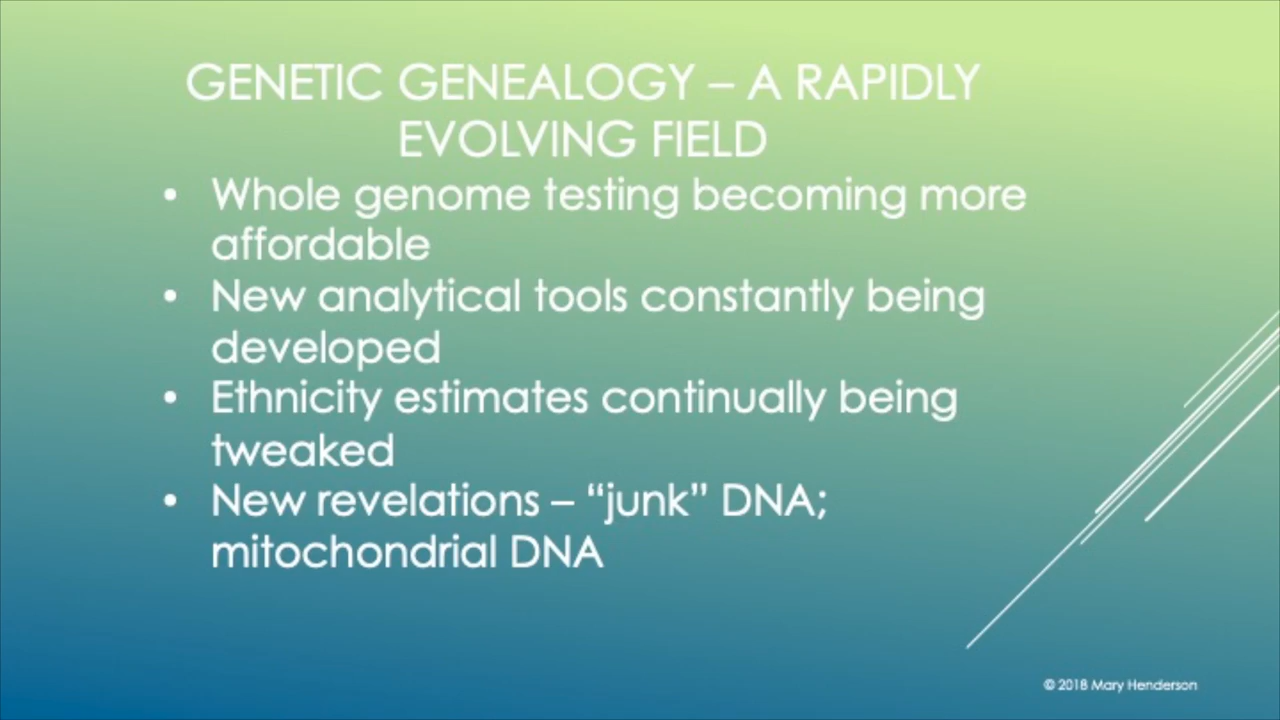 GENETIC GENEALOGY – A RAPIDLY
EVOLVING FIELD
• Whole genome testing becoming more
affordable
• New analytical tools constantly being
developed
• Ethnicity estimates continually being
tweaked
• New revelations – “junk” DNA;
mitochondrial DNA
© 2018 Mary Henderson